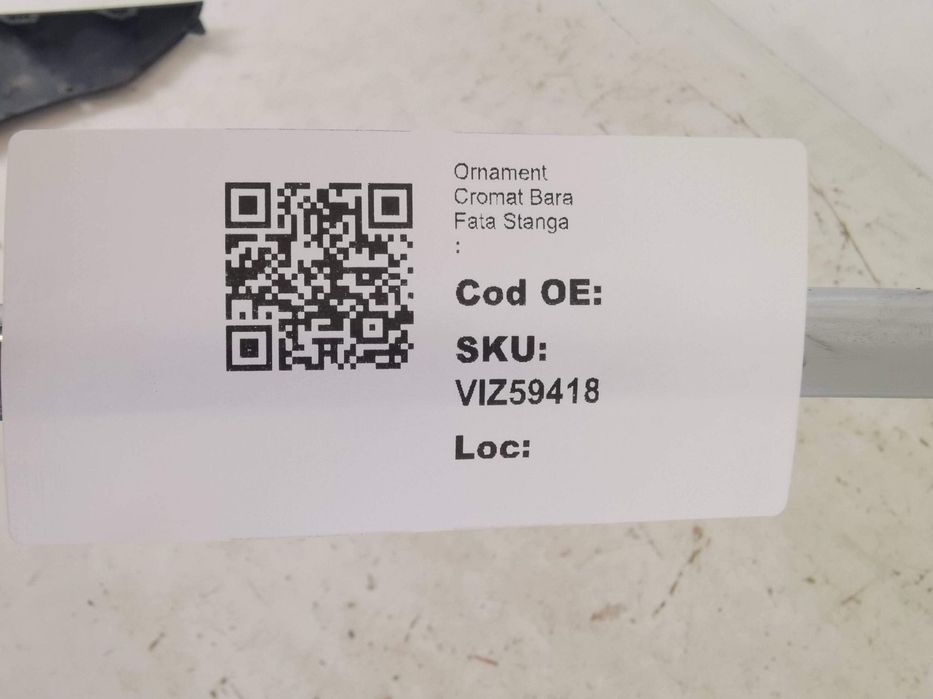 Ornament
Cromat Bara
Fata Stanga
:
Cod OE:
SKU:
VIZ59418
Loc: